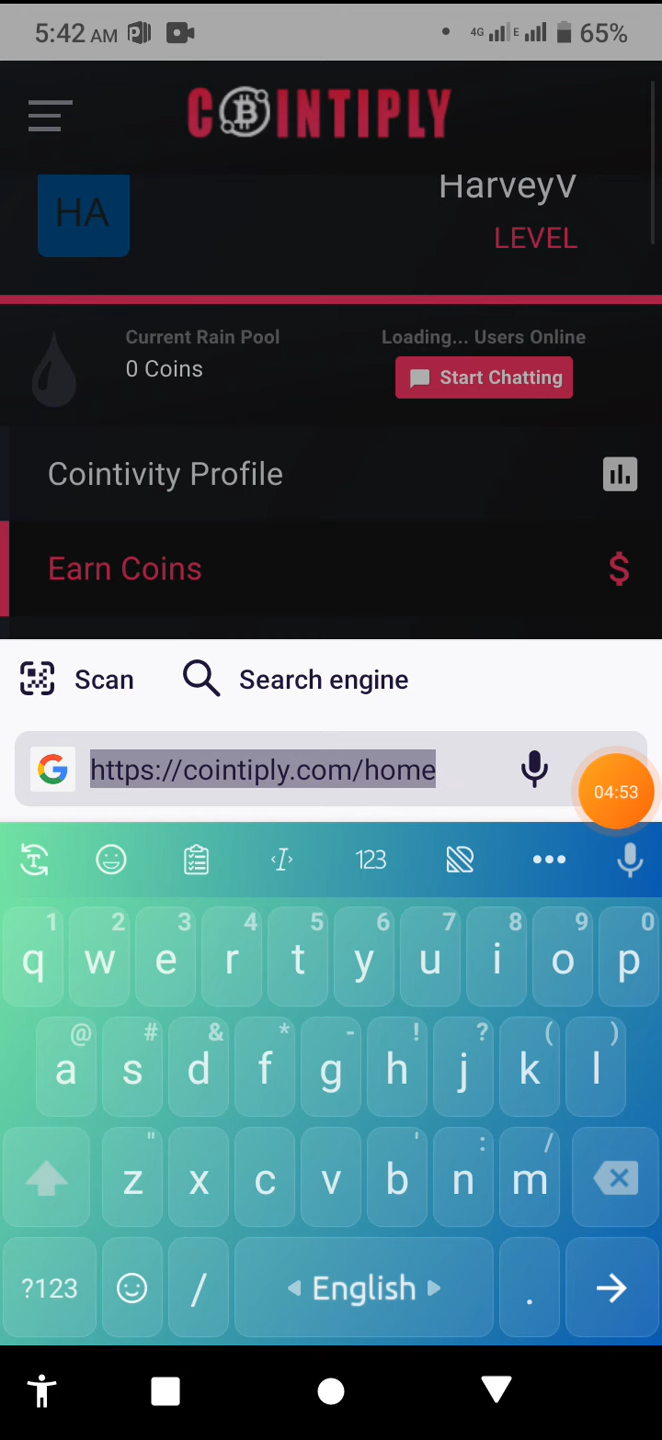 5:42 AM
4G E 65%
COINTIPLY
HA
HarveyV
LEVEL
Current Rain Pool
0 Coins
Loading... Users Online
Start Chatting
Cointivity Profile
Earn Coins $
Scan
Search engine
G https://cointiply.com/home
04:53
T I 123
1 2 3 4 5 6 7 8 9 0
q w e r t y u i o p
@ # & * - ! ? ( )
a s d f g h j k l
" ' : /
z x c v b n m
?123 / English .